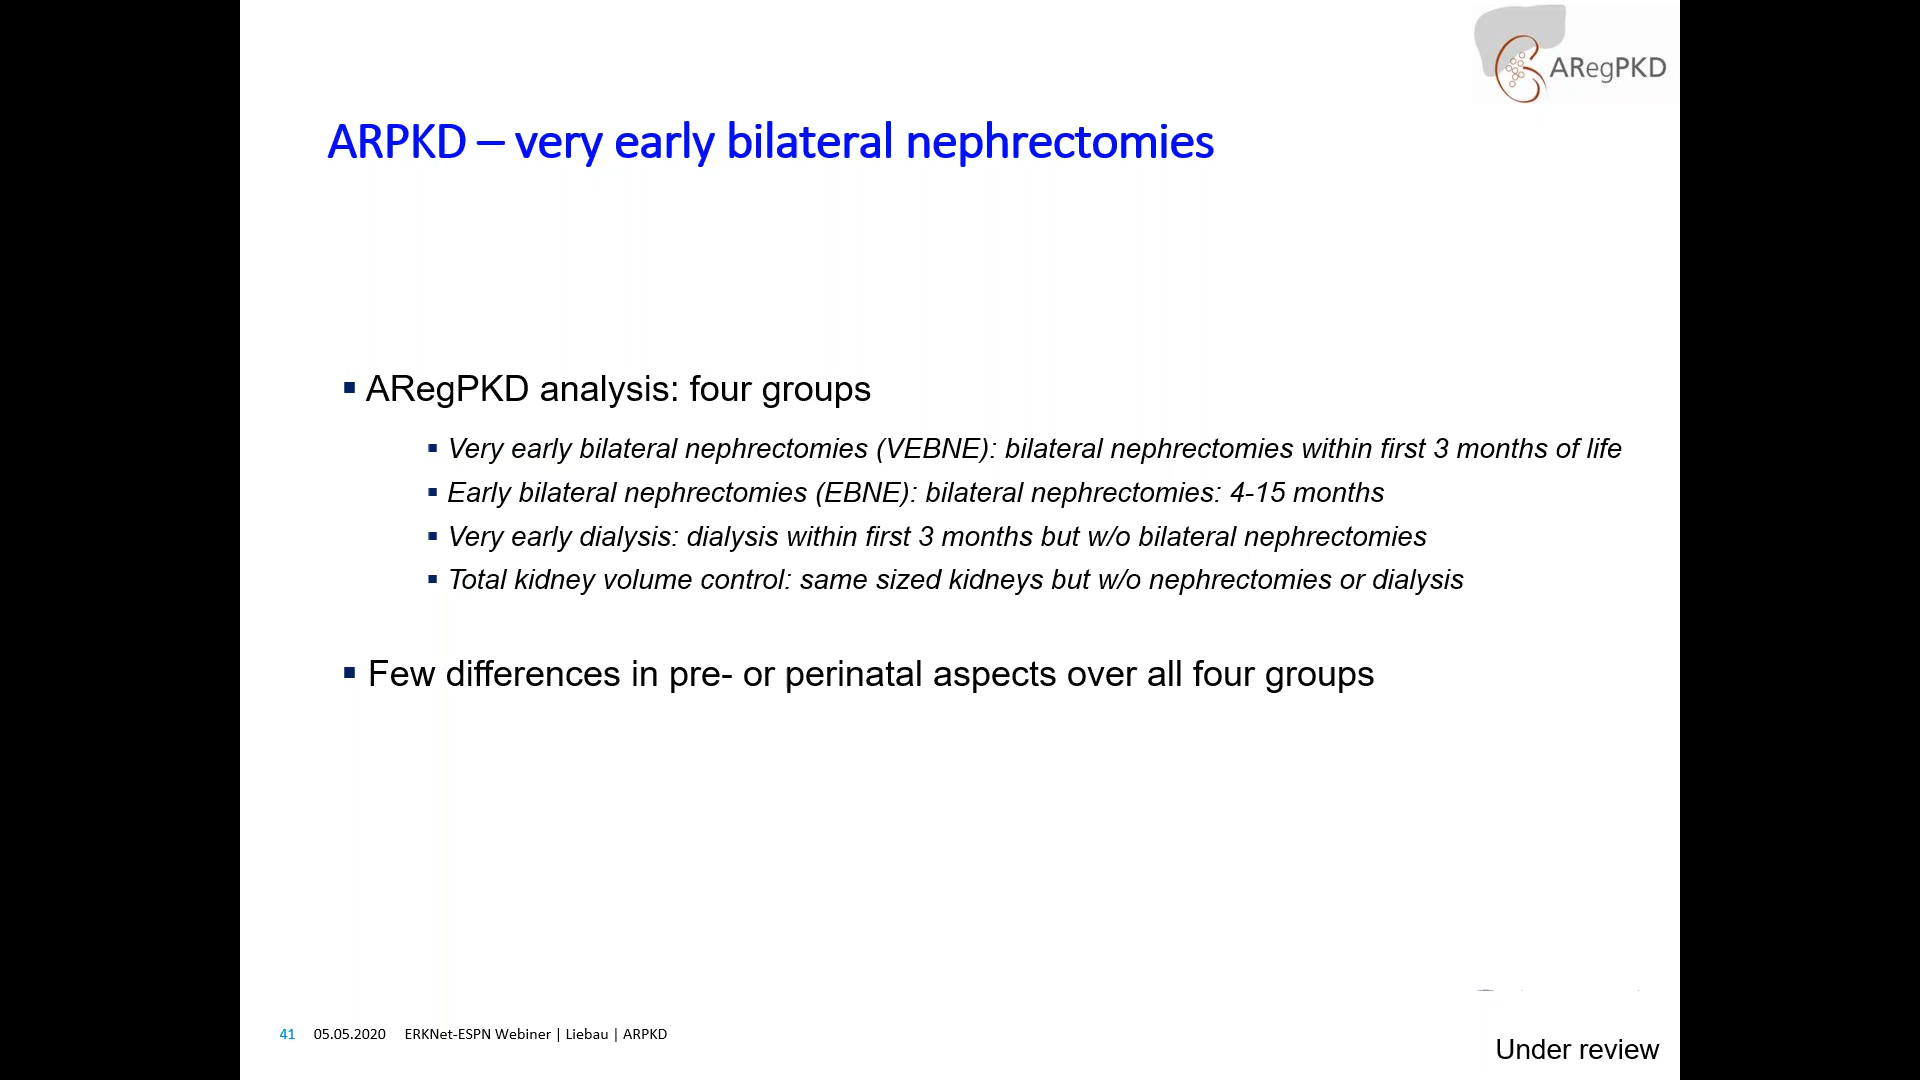 ARegPKD
ARPKD – very early bilateral nephrectomies
ARegPKD analysis: four groups
Very early bilateral nephrectomies (VEBNE): bilateral nephrectomies within first 3 months of life
Early bilateral nephrectomies (EBNE): bilateral nephrectomies: 4-15 months
Very early dialysis: dialysis within first 3 months but w/o bilateral nephrectomies
Total kidney volume control: same sized kidneys but w/o nephrectomies or dialysis
Few differences in pre- or perinatal aspects over all four groups
41 05.05.2020 ERKNet-ESPN Webiner | Liebau | ARPKD
Under review